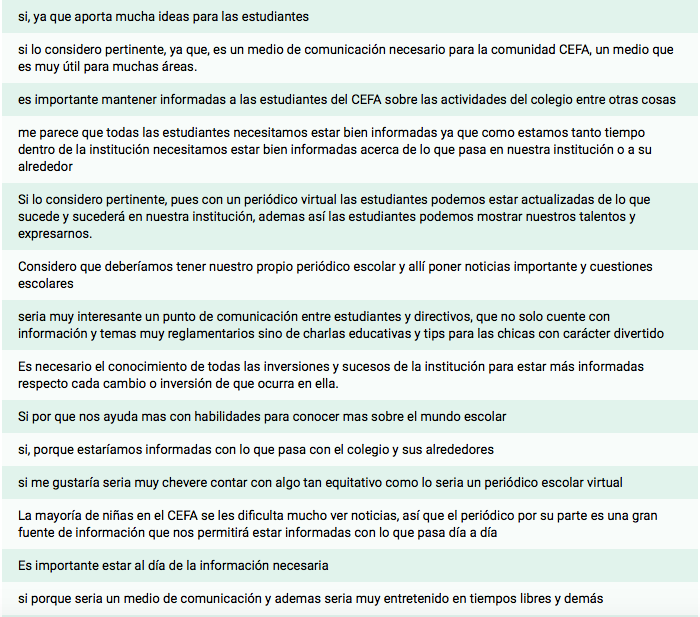 si, ya que aporta mucha ideas para las estudiantes
si lo considero pertinente, ya que, es un medio de comunicación necesario para la comunidad CEFA, un medio que
es muy útil para muchas áreas.
es importante mantener informadas a las estudiantes del CEFA sobre las actividades del colegio entre otras cosas
me parece que todas las estudiantes necesitamos estar bien informadas ya que como estamos tanto tiempo
dentro de la institución necesitamos estar bien informadas acerca de lo que pasa en nuestra institución o a su
alrededor
Si lo considero pertinente, pues con un periódico virtual las estudiantes podemos estar actualizadas de lo que
sucede y sucederá en nuestra institución, ademas así las estudiantes podemos mostrar nuestros talentos y
expresarnos.
Considero que deberíamos tener nuestro propio periódico escolar y allí poner noticias importante y cuestiones
escolares
seria muy interesante un punto de comunicación entre estudiantes y directivos, que no solo cuente con
información y temas muy reglamentarios sino de charlas educativas y tips para las chicas con carácter divertido
Es necesario el conocimiento de todas las inversiones y sucesos de la institución para estar más informadas
respecto cada cambio o inversión de que ocurra en ella.
Si por que nos ayuda mas con habilidades para conocer mas sobre el mundo escolar
si, porque estaríamos informadas con lo que pasa con el colegio y sus alrededores
si me gustaría seria muy chevere contar con algo tan equitativo como lo seria un periódico escolar virtual
La mayoría de niñas en el CEFA se les dificulta mucho ver noticias, así que el periódico por su parte es una gran
fuente de información que nos permitirá estar informadas con lo que pasa día a día
Es importante estar al día de la información necesaria
si porque seria un medio de comunicación y ademas seria muy entretenido en tiempos libres y demás